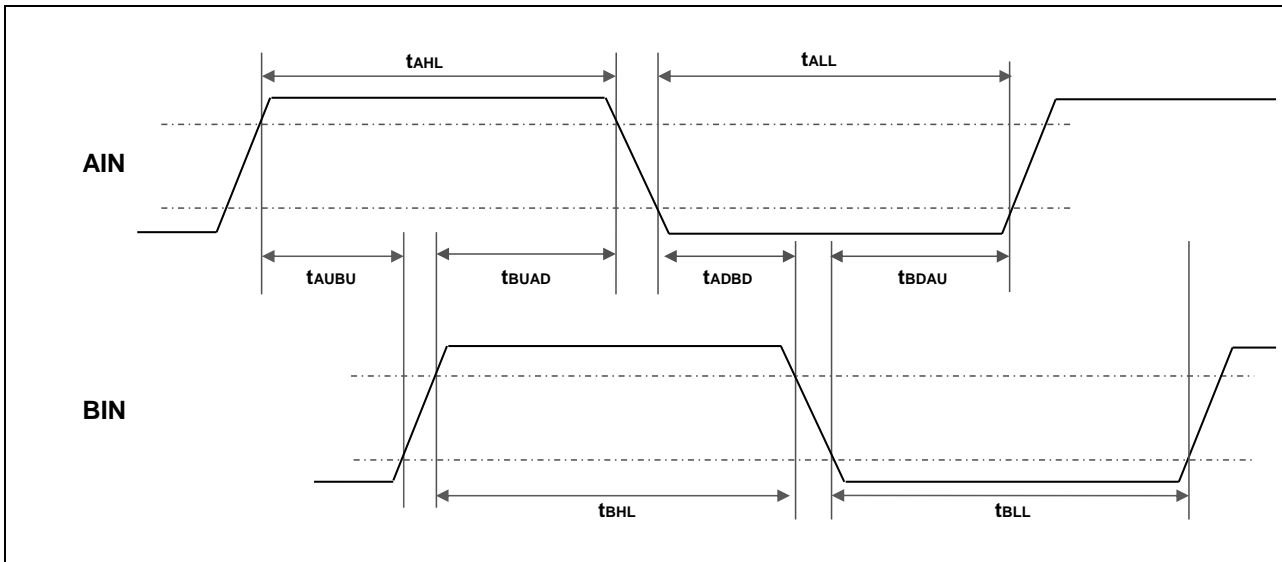 tAHL
tALL
AIN
tAUBU
tBUAD
tADBD
tBDAU
BIN
tBHL
tBLL